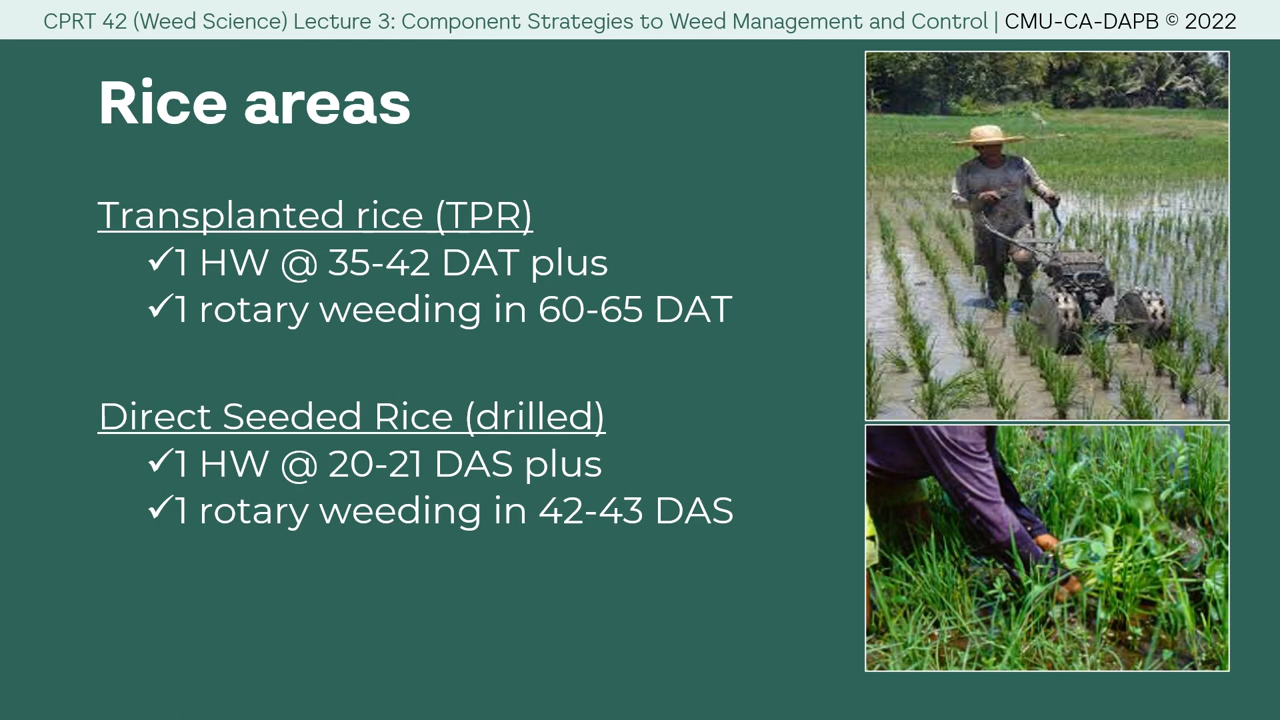 CPRT 42 (Weed Science) Lecture 3: Component Strategies to Weed Management and Control | CMU-CA-DAPB © 2022
Rice areas
Transplanted rice (TPR)
✓1 HW @ 35-42 DAT plus
✓1 rotary weeding in 60-65 DAT
Direct Seeded Rice (drilled)
✓1 HW @ 20-21 DAS plus
✓1 rotary weeding in 42-43 DAS